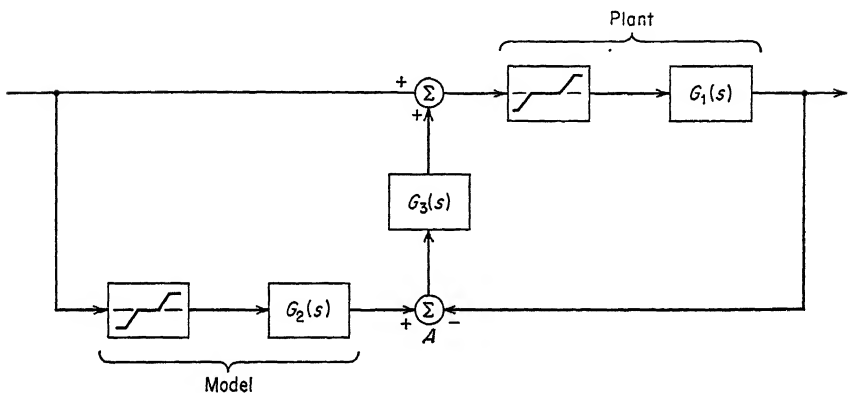 Plant
+
Σ
+
G₁(s)
G₃(s)
G₂(s)
+
Σ
−
A
Model